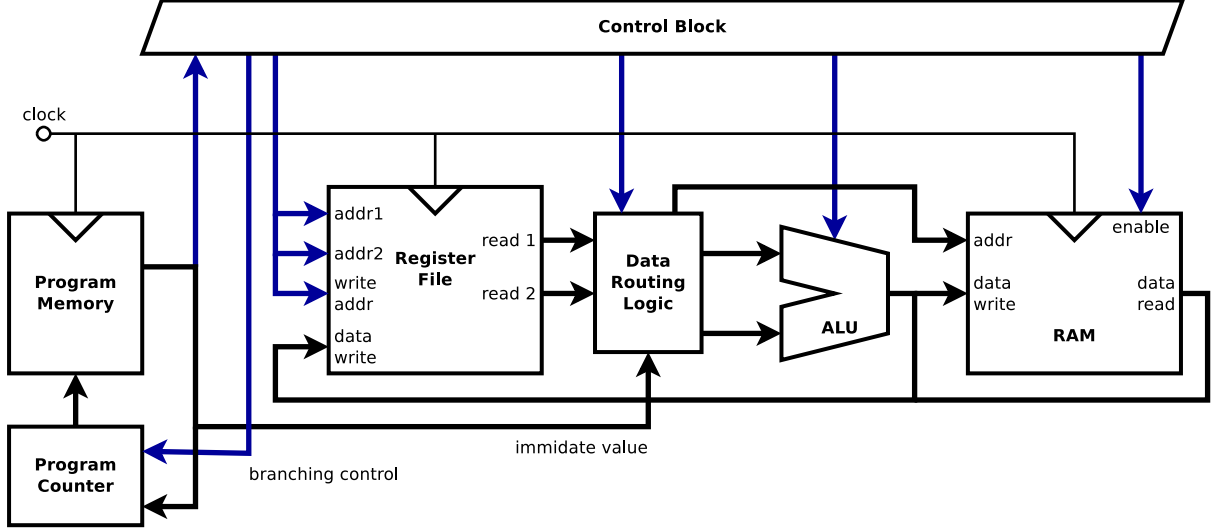 Control Block
clock
addr1
addr2
write
addr
data
write
Register
File
read 1
read 2
Program
Memory
Data
Routing
Logic
ALU
addr
data
write
enable
data
read
RAM
Program
Counter
immidate value
branching control